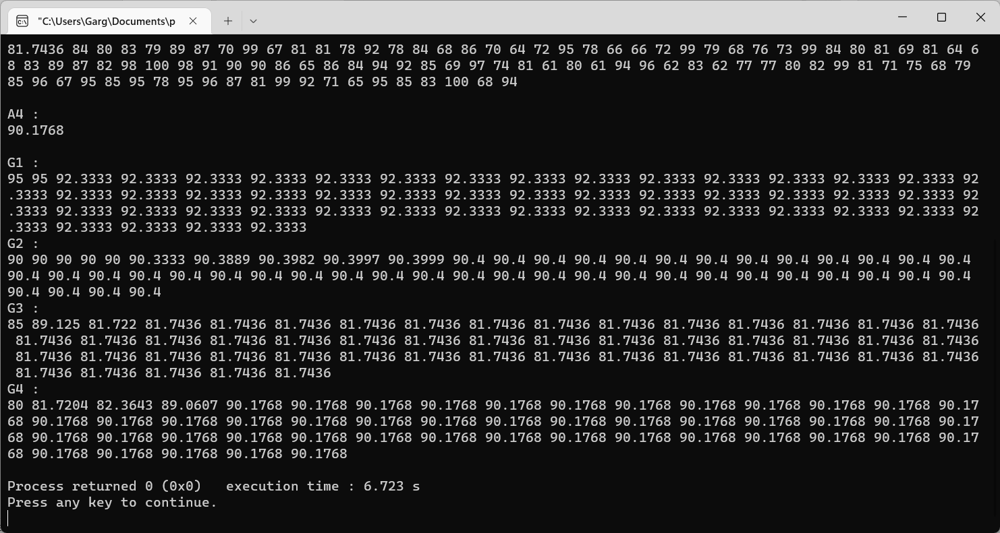 "C:\Users\Garg\Documents\p
81.7436 84 80 83 79 89 87 70 99 67 81 81 78 92 78 84 68 86 70 64 72 95 78 66 66 72 99 79 68 76 73 99 84 80 81 69 81 64 6
8 83 89 87 82 98 100 98 91 90 90 86 65 86 84 94 92 85 69 97 74 81 61 80 61 94 96 62 83 62 77 77 80 82 99 81 71 75 68 79
85 96 67 95 85 95 78 95 96 87 81 99 92 71 65 95 85 83 100 68 94
A4 :
90.1768
G1 :
95 95 92.3333 92.3333 92.3333 92.3333 92.3333 92.3333 92.3333 92.3333 92.3333 92.3333 92.3333 92.3333 92.3333 92.3333 92
.3333 92.3333 92.3333 92.3333 92.3333 92.3333 92.3333 92.3333 92.3333 92.3333 92.3333 92.3333 92.3333 92.3333 92.3333 92
.3333 92.3333 92.3333 92.3333 92.3333 92.3333 92.3333 92.3333 92.3333 92.3333 92.3333 92.3333 92.3333 92.3333 92.3333 92
.3333 92.3333 92.3333 92.3333 92.3333
G2 :
90 90 90 90 90 90.3333 90.3889 90.3982 90.3997 90.3999 90.4 90.4 90.4 90.4 90.4 90.4 90.4 90.4 90.4 90.4 90.4 90.4 90.4
90.4 90.4 90.4 90.4 90.4 90.4 90.4 90.4 90.4 90.4 90.4 90.4 90.4 90.4 90.4 90.4 90.4 90.4 90.4 90.4 90.4 90.4 90.4 90.4
90.4 90.4 90.4 90.4
G3 :
85 89.125 81.722 81.7436 81.7436 81.7436 81.7436 81.7436 81.7436 81.7436 81.7436 81.7436 81.7436 81.7436 81.7436 81.7436
81.7436 81.7436 81.7436 81.7436 81.7436 81.7436 81.7436 81.7436 81.7436 81.7436 81.7436 81.7436 81.7436 81.7436 81.7436
81.7436 81.7436 81.7436 81.7436 81.7436 81.7436 81.7436 81.7436 81.7436 81.7436 81.7436 81.7436 81.7436 81.7436 81.7436
81.7436 81.7436 81.7436 81.7436 81.7436
G4 :
80 81.7204 82.3643 89.0607 90.1768 90.1768 90.1768 90.1768 90.1768 90.1768 90.1768 90.1768 90.1768 90.1768 90.1768 90.17
68 90.1768 90.1768 90.1768 90.1768 90.1768 90.1768 90.1768 90.1768 90.1768 90.1768 90.1768 90.1768 90.1768 90.1768 90.17
68 90.1768 90.1768 90.1768 90.1768 90.1768 90.1768 90.1768 90.1768 90.1768 90.1768 90.1768 90.1768 90.1768 90.1768 90.17
68 90.1768 90.1768 90.1768 90.1768 90.1768
Process returned 0 (0x0)   execution time : 6.723 s
Press any key to continue.